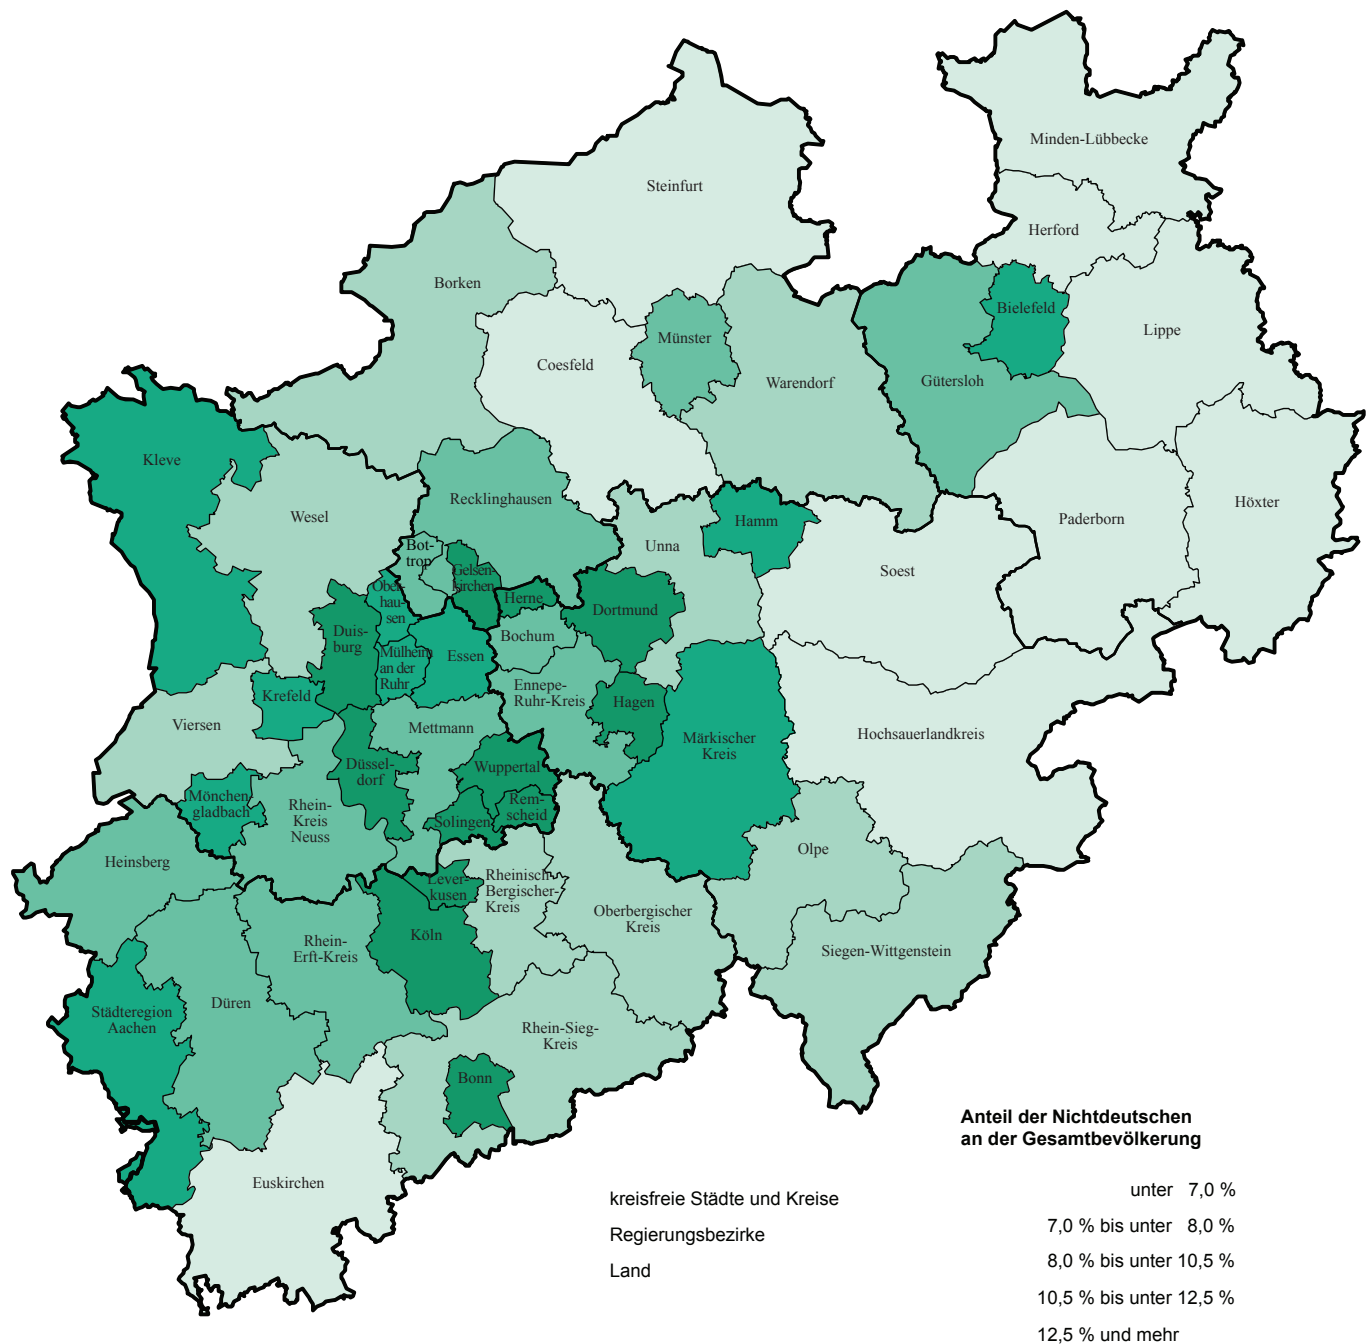 Minden-Lübbecke
Steinfurt
Herford
Borken
Bielefeld
Lippe
Münster
Coesfeld
Warendorf
Gütersloh
Kleve
Recklinghausen
Höxter
Wesel
Hamm
Paderborn
Unna
Bot-
trop
Gelsen-
kirchen
Soest
Ober-
hau-
sen
Herne
Dortmund
Duis-
burg
Bochum
Mülheim
an der
Ruhr
Essen
Ennepe-
Ruhr-Kreis
Krefeld
Hagen
Viersen
Mettmann
Märkischer
Kreis
Hochsauerlandkreis
Düssel-
dorf
Wuppertal
Mönchen-
gladbach
Rhein-
Kreis
Neuss
Rem-
scheid
Solingen
Olpe
Heinsberg
Lever-
kusen
Rheinisch-
Bergischer-
Kreis
Oberbergischer
Kreis
Köln
Rhein-
Erft-Kreis
Siegen-Wittgenstein
Düren
Städteregion
Aachen
Rhein-Sieg-
Kreis
Bonn
Euskirchen
Anteil der Nichtdeutschen
an der Gesamtbevölkerung
unter 7,0 %
7,0 % bis unter 8,0 %
8,0 % bis unter 10,5 %
10,5 % bis unter 12,5 %
12,5 % und mehr
kreisfreie Städte und Kreise
Regierungsbezirke
Land